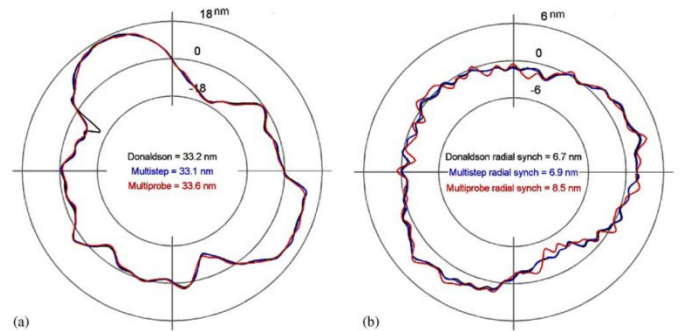 18 nm
0
-18
Donaldson = 33.2 nm
Multistep = 33.1 nm
Multiprobe = 33.6 nm
(a)
6 nm
0
-6
Donaldson radial synch = 6.7 nm
Multistep radial synch = 6.9 nm
Multiprobe radial synch = 8.5 nm
(b)